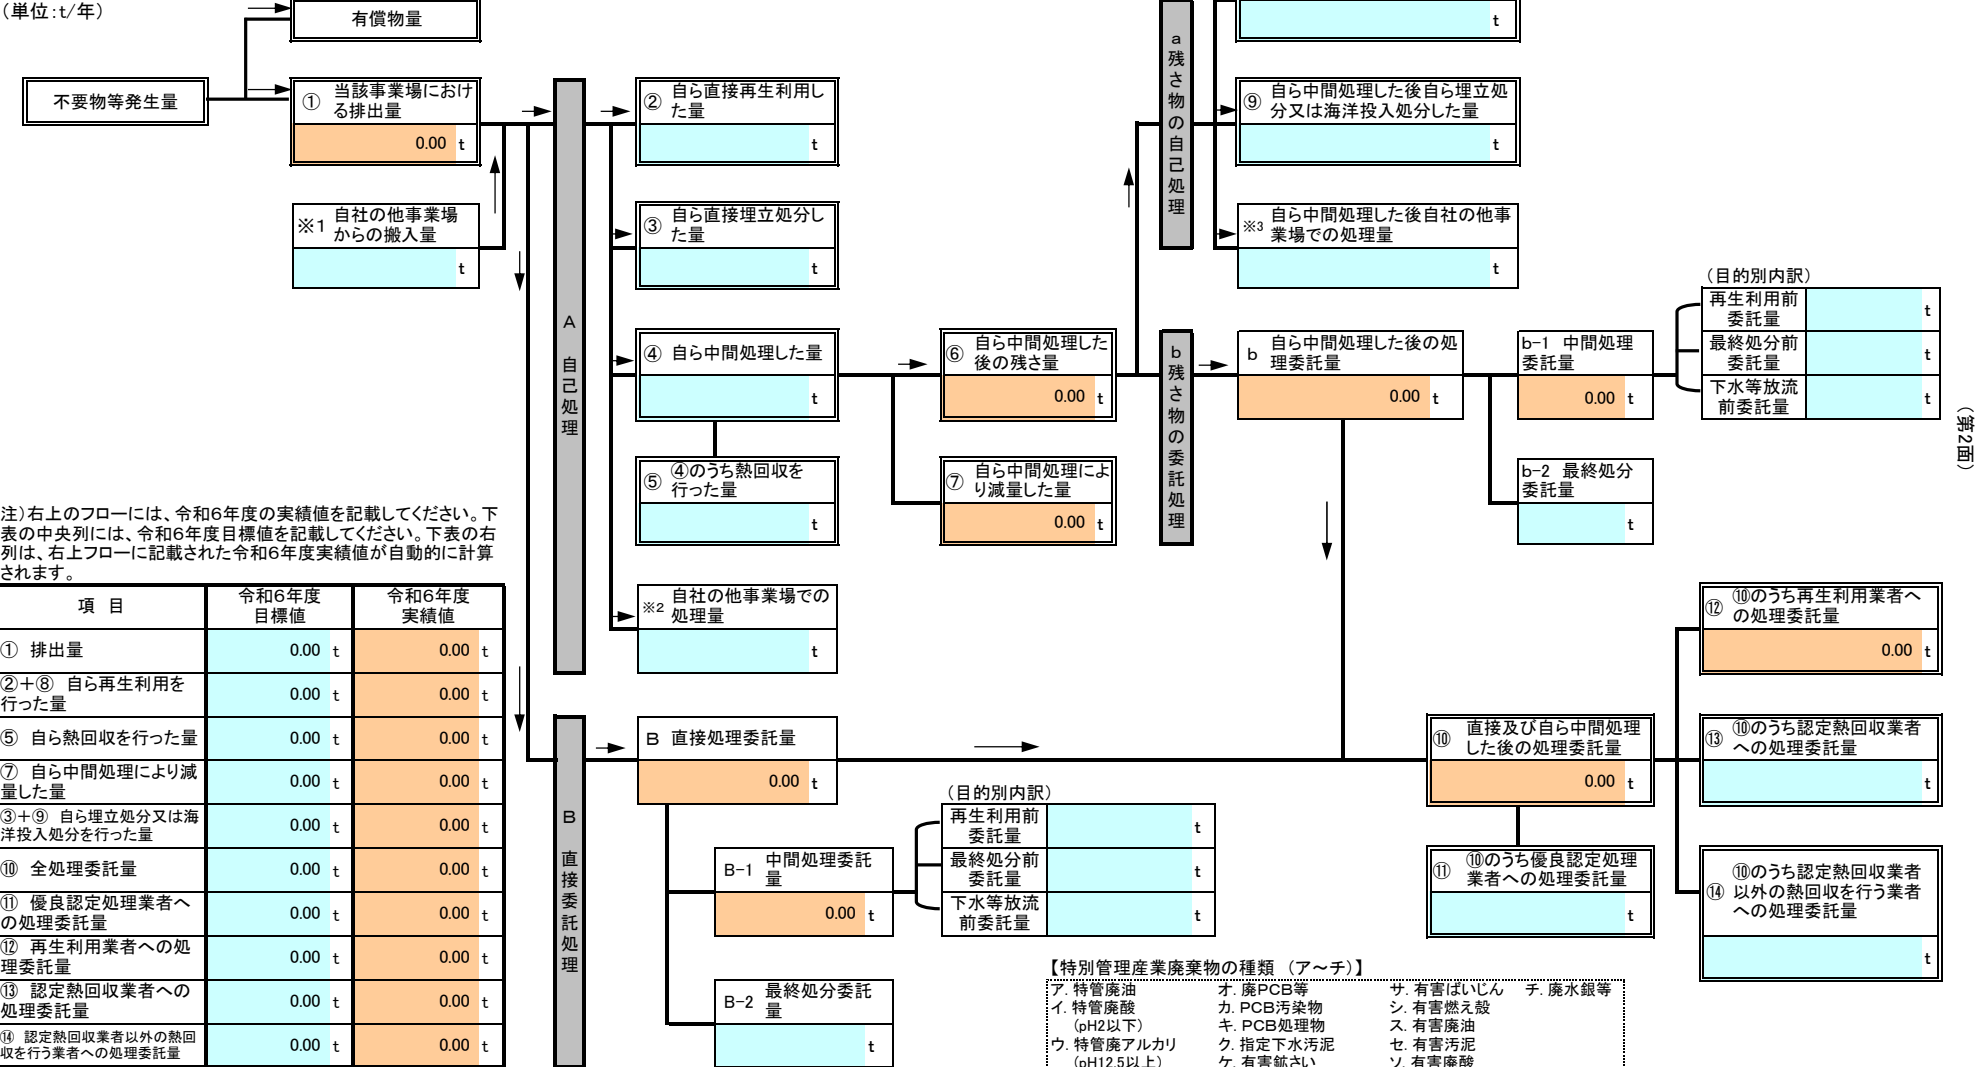 (単位:t/年)
有償物量
不要物等発生量
① 当該事業場におけ
る排出量
0.00 t
※1 自社の他事業場
からの搬入量
t
A 自己処理
② 自ら直接再生利用し
た量
t
③ 自ら直接埋立処分し
た量
t
④ 自ら中間処理した量
t
⑤ ④のうち熱回収を
行った量
t
※2 自社の他事業場での
処理量
t
⑥ 自ら中間処理した
後の残さ量
0.00 t
⑦ 自ら中間処理によ
り減量した量
0.00 t
a 残さ物の自己処理
t
⑨ 自ら中間処理した後自ら埋立処
分又は海洋投入処分した量
t
※3 自ら中間処理した後自社の他事
業場での処理量
t
b 残さ物の委託処理
b 自ら中間処理した後の処
理委託量
0.00 t
b-1 中間処理
委託量
0.00 t
b-2 最終処分
委託量
t
(目的別内訳)
再生利用前
委託量
t
最終処分前
委託量
t
下水等放流
前委託量
t
(第2面)
注)右上のフローには、令和6年度の実績値を記載してください。下
表の中央列には、令和6年度目標値を記載してください。下表の右
列は、右上フローに記載された令和6年度実績値が自動的に計算
されます。
項 目
令和6年度
目標値
令和6年度
実績値
① 排出量
0.00 t 0.00 t
②+⑧ 自ら再生利用を
行った量
0.00 t 0.00 t
⑤ 自ら熱回収を行った量
0.00 t 0.00 t
⑦ 自ら中間処理により減
量した量
0.00 t 0.00 t
③+⑨ 自ら埋立処分又は海
洋投入処分を行った量
0.00 t 0.00 t
⑩ 全処理委託量
0.00 t 0.00 t
⑪ 優良認定処理業者へ
の処理委託量
0.00 t 0.00 t
⑫ 再生利用業者への処
理委託量
0.00 t 0.00 t
⑬ 認定熱回収業者への
処理委託量
0.00 t 0.00 t
⑭ 認定熱回収業者以外の熱回
収を行う業者への処理委託量
0.00 t 0.00 t
B 直接委託処理
B 直接処理委託量
0.00 t
B-1 中間処理委託
量
0.00 t
B-2 最終処分委託
量
t
(目的別内訳)
再生利用前
委託量
t
最終処分前
委託量
t
下水等放流
前委託量
t
⑩ 直接及び自ら中間処理
した後の処理委託量
0.00 t
⑪ ⑩のうち優良認定処理
業者への処理委託量
t
⑫ ⑩のうち再生利用業者へ
の処理委託量
0.00 t
⑬ ⑩のうち認定熱回収業者
への処理委託量
t
⑭ ⑩のうち認定熱回収業者
以外の熱回収を行う業者
への処理委託量
t
【特別管理産業廃棄物の種類 (ア~チ)】
ア. 特管廃油 オ. 廃PCB等 サ. 有害ばいじん チ. 廃水銀等
イ. 特管廃酸 カ. PCB汚染物 シ. 有害燃え殻
(pH2以下) キ. PCB処理物 ス. 有害廃油
ウ. 特管廃アルカリ ク. 指定下水汚泥 セ. 有害汚泥
(pH12.5以上) ケ. 有害鉱さい ソ. 有害廃酸